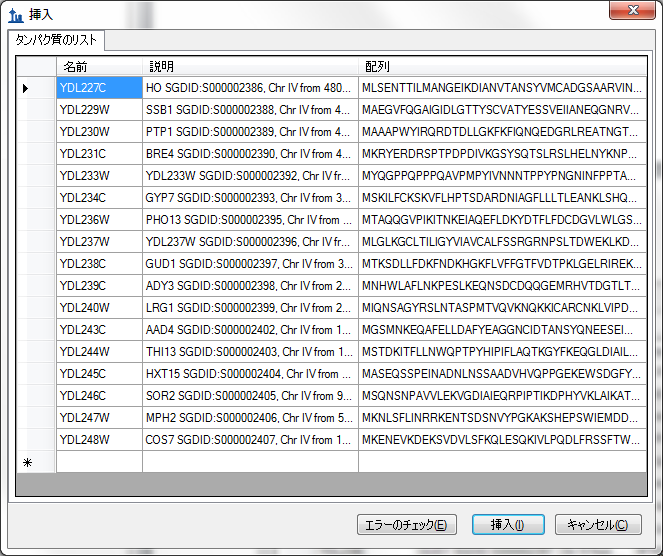 挿入
タンパク質のリスト
名前 説明 配列
YDL227C HO SGDID:S000002386, Chr IV from 480... MLSENTTILMANGEIKDIANVTANSYVMCADGSAARVIN...
YDL229W SSB1 SGDID:S000002388, Chr IV from 4... MAEGVFQGAIGIDLGTTYSCVATYESSVEIIANEQGNRV...
YDL230W PTP1 SGDID:S000002389, Chr IV from 4... MAAAPWYIRQRDTDLLGKFKFIQNQEDGRLREATNGT...
YDL231C BRE4 SGDID:S000002390, Chr IV from 4... MKRYERDRSPTPDPDIVKGSYSQTSLRSLHELNYKNP...
YDL233W YDL233W SGDID:S000002392, Chr IV fr... MYQGPPQPPPQAVPMPYIVNNNTPPYPNGNINFPPTA...
YDL234C GYP7 SGDID:S000002393, Chr IV from 3... MSKILFCKSKVFLHPTSDARDNIAGFLLLTLEANKLSHQ...
YDL236W PHO13 SGDID:S000002395, Chr IV from... MTAQQGVPIKITNKEIAQEFLDKYDTFLFDCDGVLWLGS...
YDL237W YDL237W SGDID:S000002396, Chr IV fr... MLGLKGCLTILIGYVIAVCALFSSRGRNPSLTDWEKLKD...
YDL238C GUD1 SGDID:S000002397, Chr IV from 3... MTKSDLLFDKFNDKHGKFLVFFGTFVDTPKLGELRIREK...
YDL239C ADY3 SGDID:S000002398, Chr IV from 2... MNHWLAFLNKPESLKEQNSDCDQQGEMRHVTDGTLT...
YDL240W LRG1 SGDID:S000002399, Chr IV from 2... MIQNSAGYRSLNTASPMTVQVKNQKKICARCNKLVIPD...
YDL243C AAD4 SGDID:S000002402, Chr IV from 1... MGSMNKEQAFELLDAFYEAGGNCIDTANSYQNEESEI...
YDL244W THI13 SGDID:S000002403, Chr IV from 1... MSTDKITFLLNWQPTPYHIPIFLAQTKGYFKEQGLDIAIL...
YDL245C HXT15 SGDID:S000002404, Chr IV from ... MASEQSSPEINADNLNSSAADVHVQPPGEKEWSDGFY...
YDL246C SOR2 SGDID:S000002405, Chr IV from 9... MSQNSNPAVVLEKVGDIAIEQRPIPTIKDPHYVKLAIKAT...
YDL247W MPH2 SGDID:S000002406, Chr IV from 5... MKNLSFLINRRKENTSDSNVYPGKAKSHEPSWIEMDD...
YDL248W COS7 SGDID:S000002407, Chr IV from 1... MKENEVKDEKSVDVLSFKQLESQKIVLPQDLFRSSFTW...
エラーのチェック(E) 挿入(I) キャンセル(C)